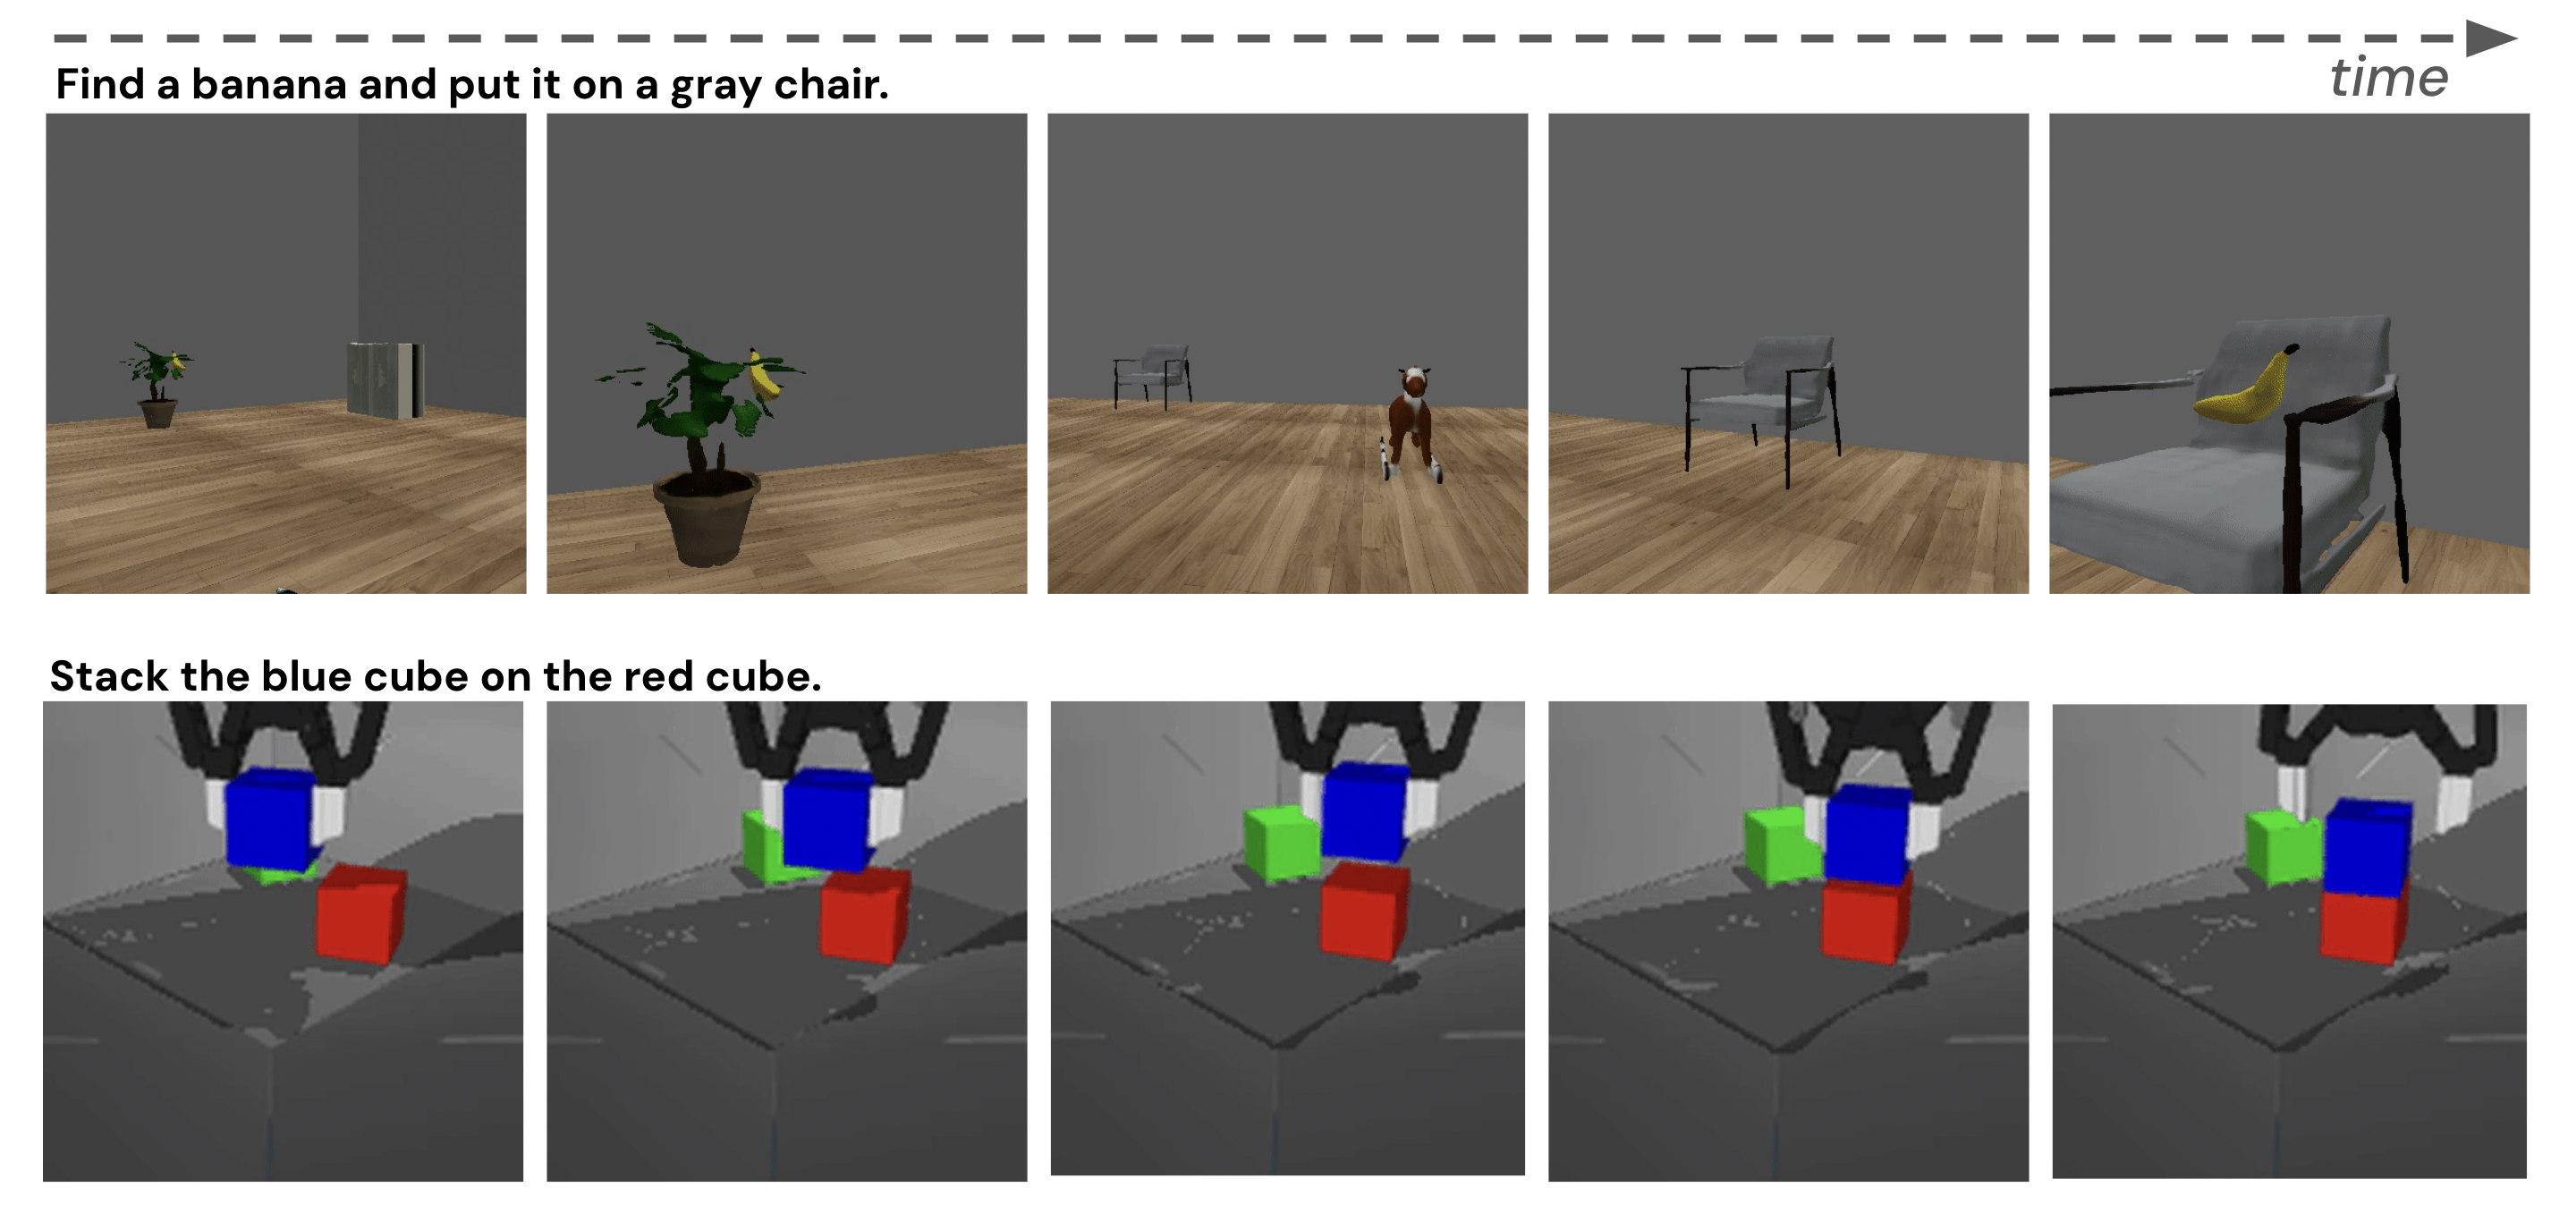 time
Find a banana and put it on a gray chair.
Stack the blue cube on the red cube.